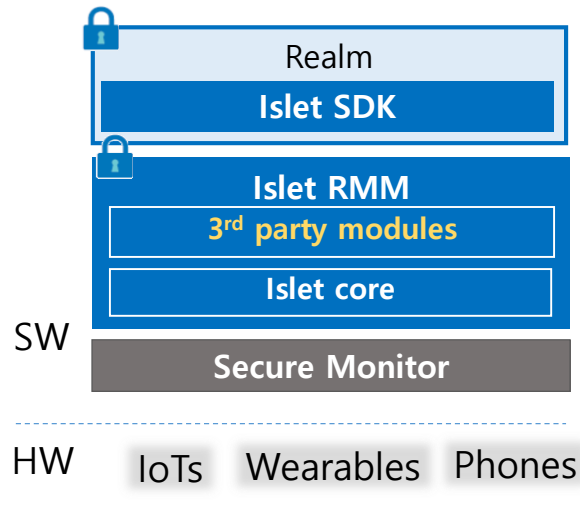 Realm
Islet SDK
Islet RMM
3rd party modules
Islet core
SW
Secure Monitor
HW
IoTs Wearables Phones